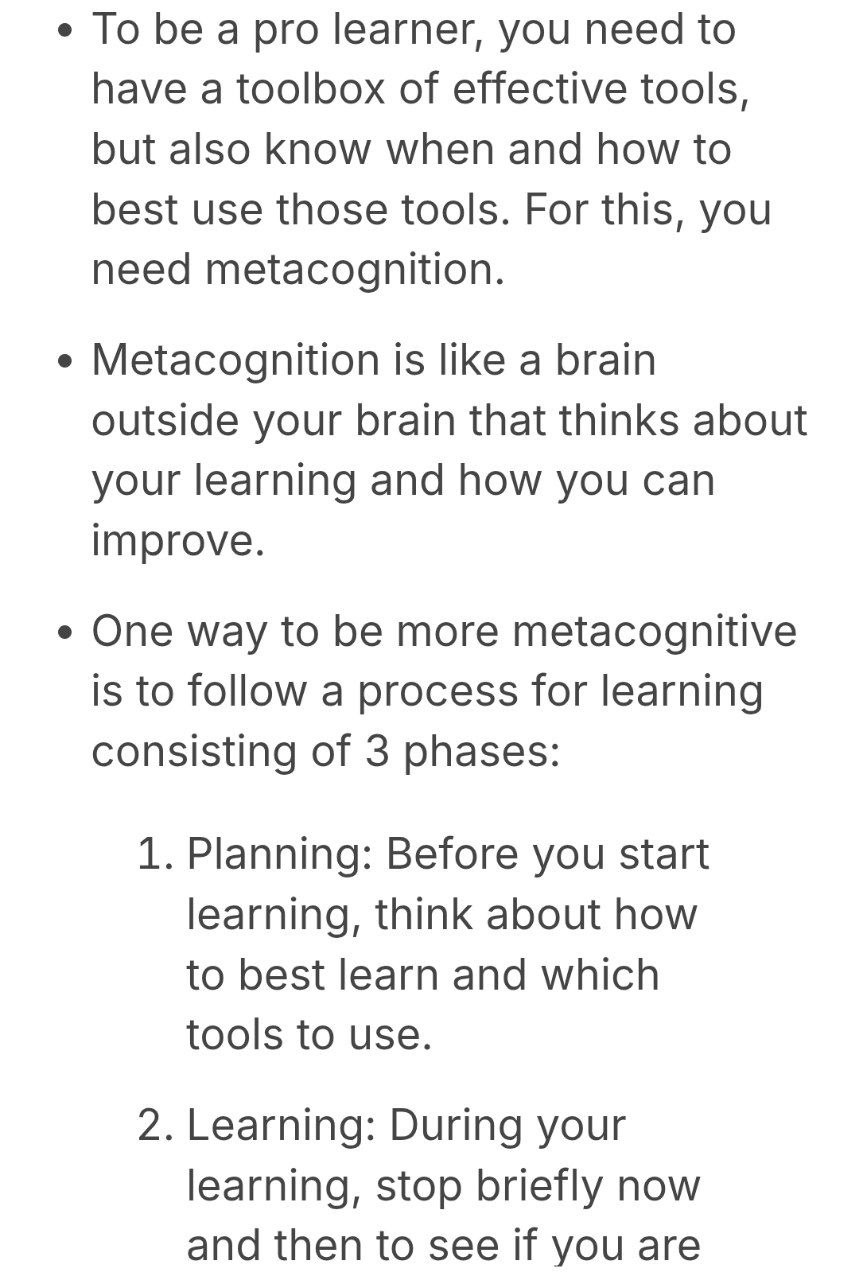 • To be a pro learner, you need to
have a toolbox of effective tools,
but also know when and how to
best use those tools. For this, you
need metacognition.
• Metacognition is like a brain
outside your brain that thinks about
your learning and how you can
improve.
• One way to be more metacognitive
is to follow a process for learning
consisting of 3 phases:
1. Planning: Before you start
learning, think about how
to best learn and which
tools to use.
2. Learning: During your
learning, stop briefly now
and then to see if you are